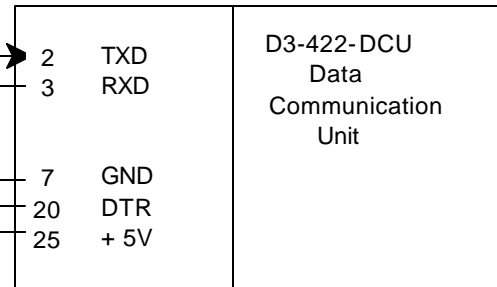 2 TXD
3 RXD
7 GND
20 DTR
25 + 5V
D3-422-DCU
Data
Communication
Unit